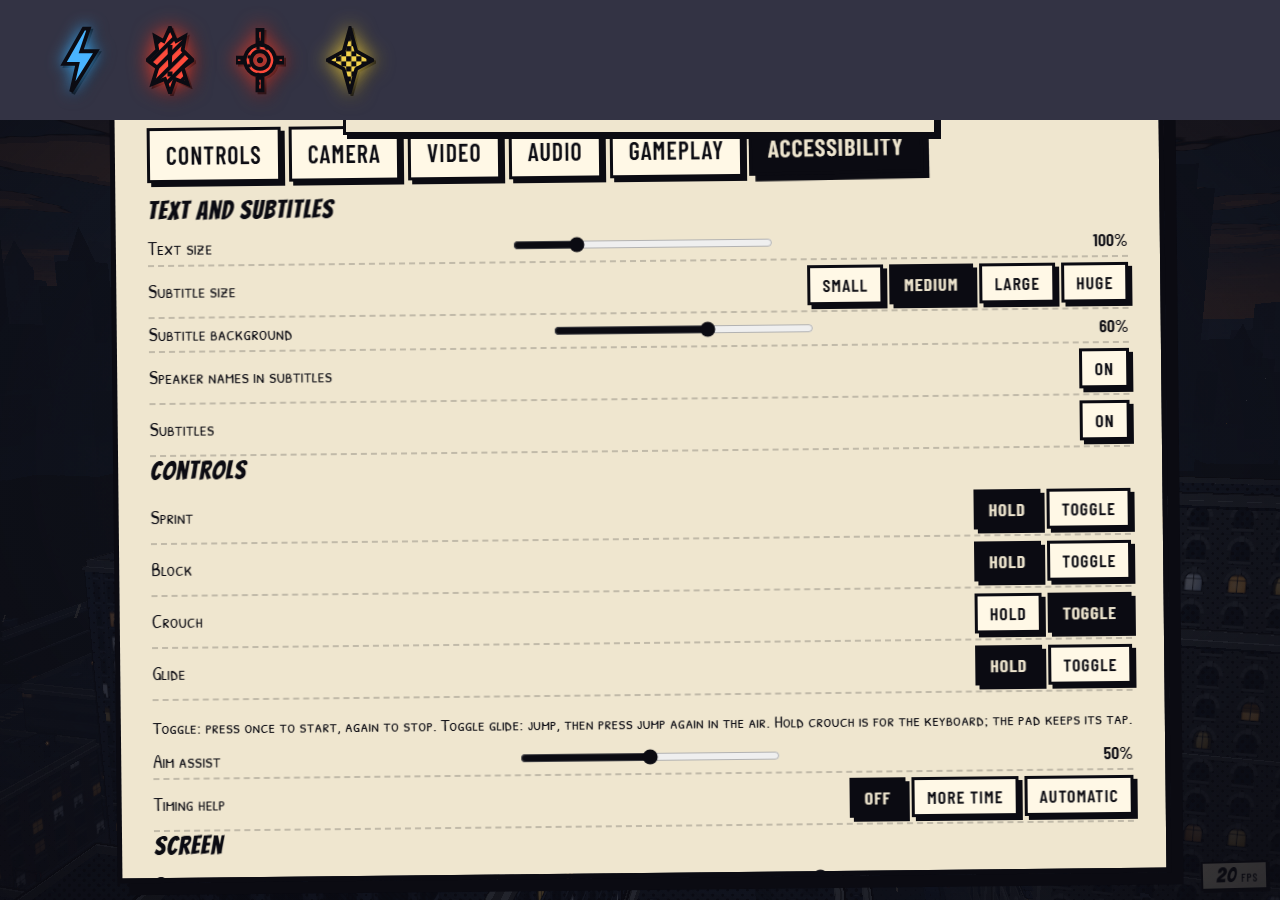 CONTROLS CAMERA VIDEO AUDIO GAMEPLAY ACCESSIBILITY
TEXT AND SUBTITLES
TEXT SIZE 100%
SUBTITLE SIZE SMALL MEDIUM LARGE HUGE
SUBTITLE BACKGROUND 60%
SPEAKER NAMES IN SUBTITLES ON
SUBTITLES ON
CONTROLS
SPRINT HOLD TOGGLE
BLOCK HOLD TOGGLE
CROUCH HOLD TOGGLE
GLIDE HOLD TOGGLE
TOGGLE: PRESS ONCE TO START, AGAIN TO STOP. TOGGLE GLIDE: JUMP, THEN PRESS JUMP AGAIN IN THE AIR. HOLD CROUCH IS FOR THE KEYBOARD; THE PAD KEEPS ITS TAP.
AIM ASSIST 50%
TIMING HELP OFF MORE TIME AUTOMATIC
SCREEN
20 FPS